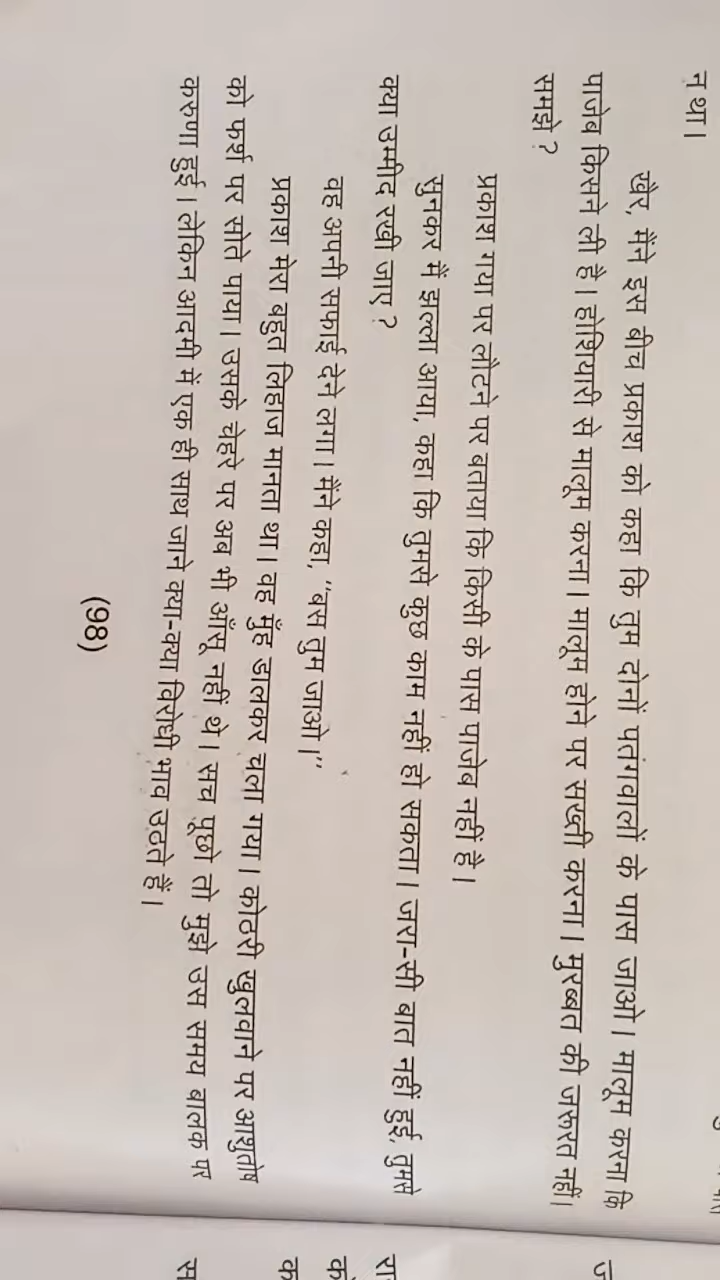 न था।
खैर, मैंने इस बीच प्रकाश को कहा कि तुम दोनों पतंगवालों के पास जाओ। मालूम करना कि
पाजेब किसने ली है। होशियारी से मालूम करना। मालूम होने पर सख्ती करना। मुरब्बत की जरूरत नहीं।
समझे ?
प्रकाश गया पर लौटने पर बताया कि किसी के पास पाजेब नहीं है।
सुनकर मैं झल्ला आया, कहा कि तुमसे कुछ काम नहीं हो सकता। जरा-सी बात नहीं हुई, तुमसे
क्या उम्मीद रखी जाए ?
वह अपनी सफाई देने लगा। मैंने कहा, "बस तुम जाओ।"
प्रकाश मेरा बहुत लिहाज मानता था। वह मुँह डालकर चला गया। कोठरी खुलवाने पर आशुतोष
को फर्श पर सोते पाया। उसके चेहरे पर अब भी आँसू नहीं थे। सच पूछो तो मुझे उस समय बालक पर
करुणा हुई। लेकिन आदमी में एक ही साथ जाने क्या-क्या विरोधी भाव उठते हैं।
(98)